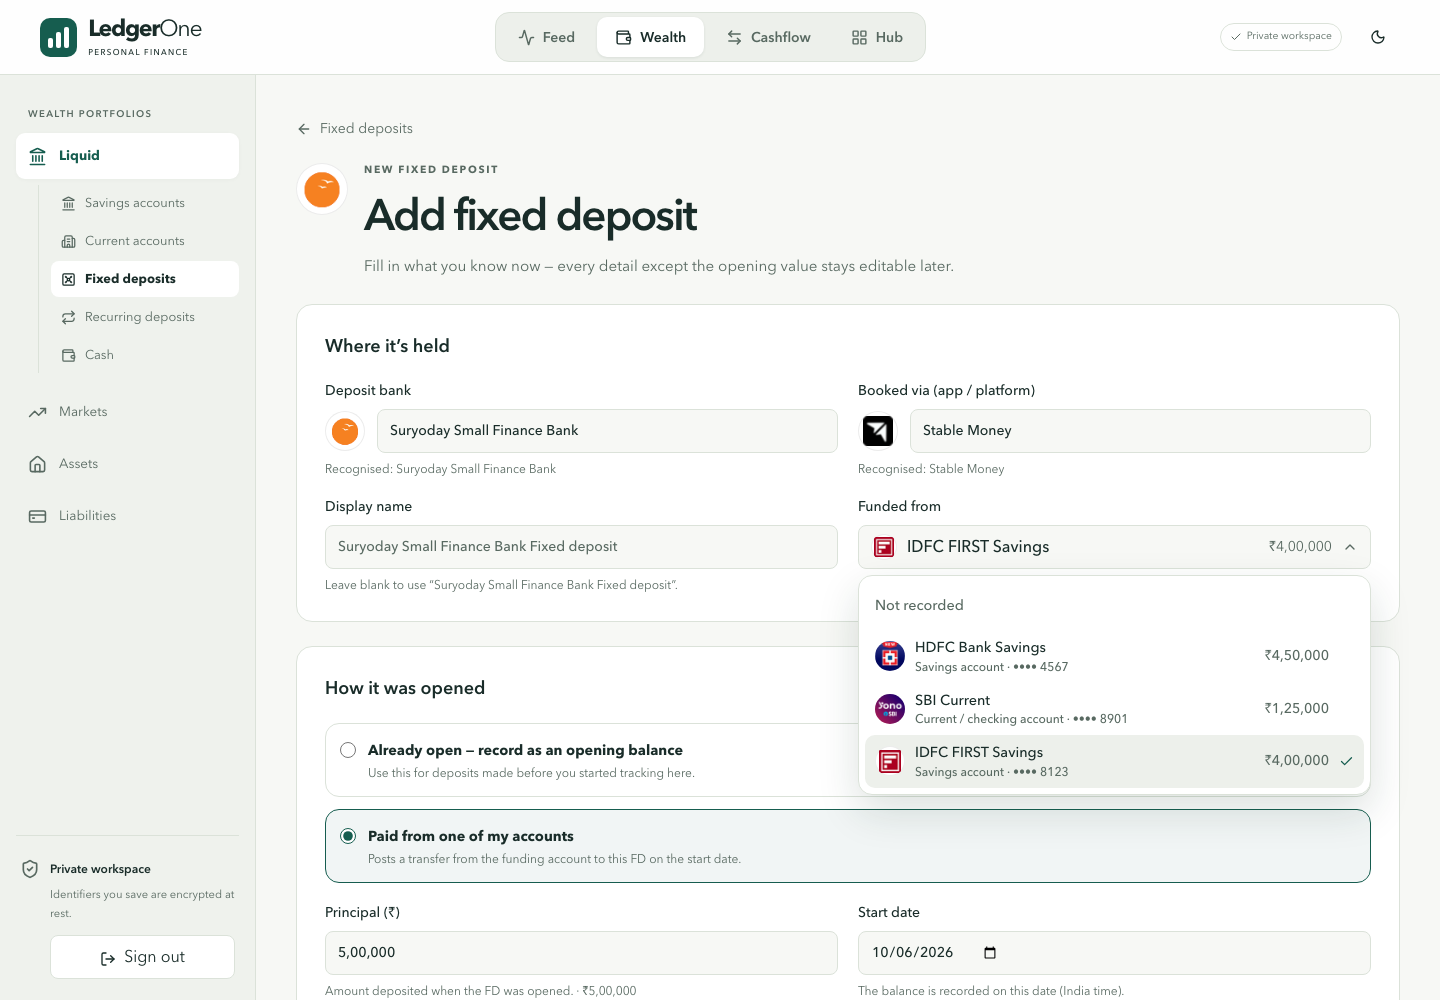 LedgerOne
PERSONAL FINANCE
Feed
Wealth
Cashflow
Hub
Private workspace
WEALTH PORTFOLIOS
Liquid
Savings accounts
Current accounts
Fixed deposits
Recurring deposits
Cash
Markets
Assets
Liabilities
Private workspace
Identifiers you save are encrypted at
rest.
Sign out
Fixed deposits
NEW FIXED DEPOSIT
Add fixed deposit
Fill in what you know now – every detail except the opening value stays editable later.
Where it’s held
Deposit bank
Suryoday Small Finance Bank
Recognised: Suryoday Small Finance Bank
Booked via (app / platform)
Stable Money
Recognised: Stable Money
Display name
Suryoday Small Finance Bank Fixed deposit
Leave blank to use “Suryoday Small Finance Bank Fixed deposit”.
Funded from
IDFC FIRST Savings ₹4,00,000
Not recorded
HDFC Bank Savings
Savings account · •••• 4567
₹4,50,000
yono
SBI
SBI Current
Current / checking account · •••• 8901
₹1,25,000
IDFC FIRST Savings
Savings account · •••• 8123
₹4,00,000
How it was opened
Already open – record as an opening balance
Use this for deposits made before you started tracking here.
Paid from one of my accounts
Posts a transfer from the funding account to this FD on the start date.
Principal (₹)
5,00,000
Amount deposited when the FD was opened. · ₹5,00,000
Start date
10/06/2026
The balance is recorded on this date (India time).